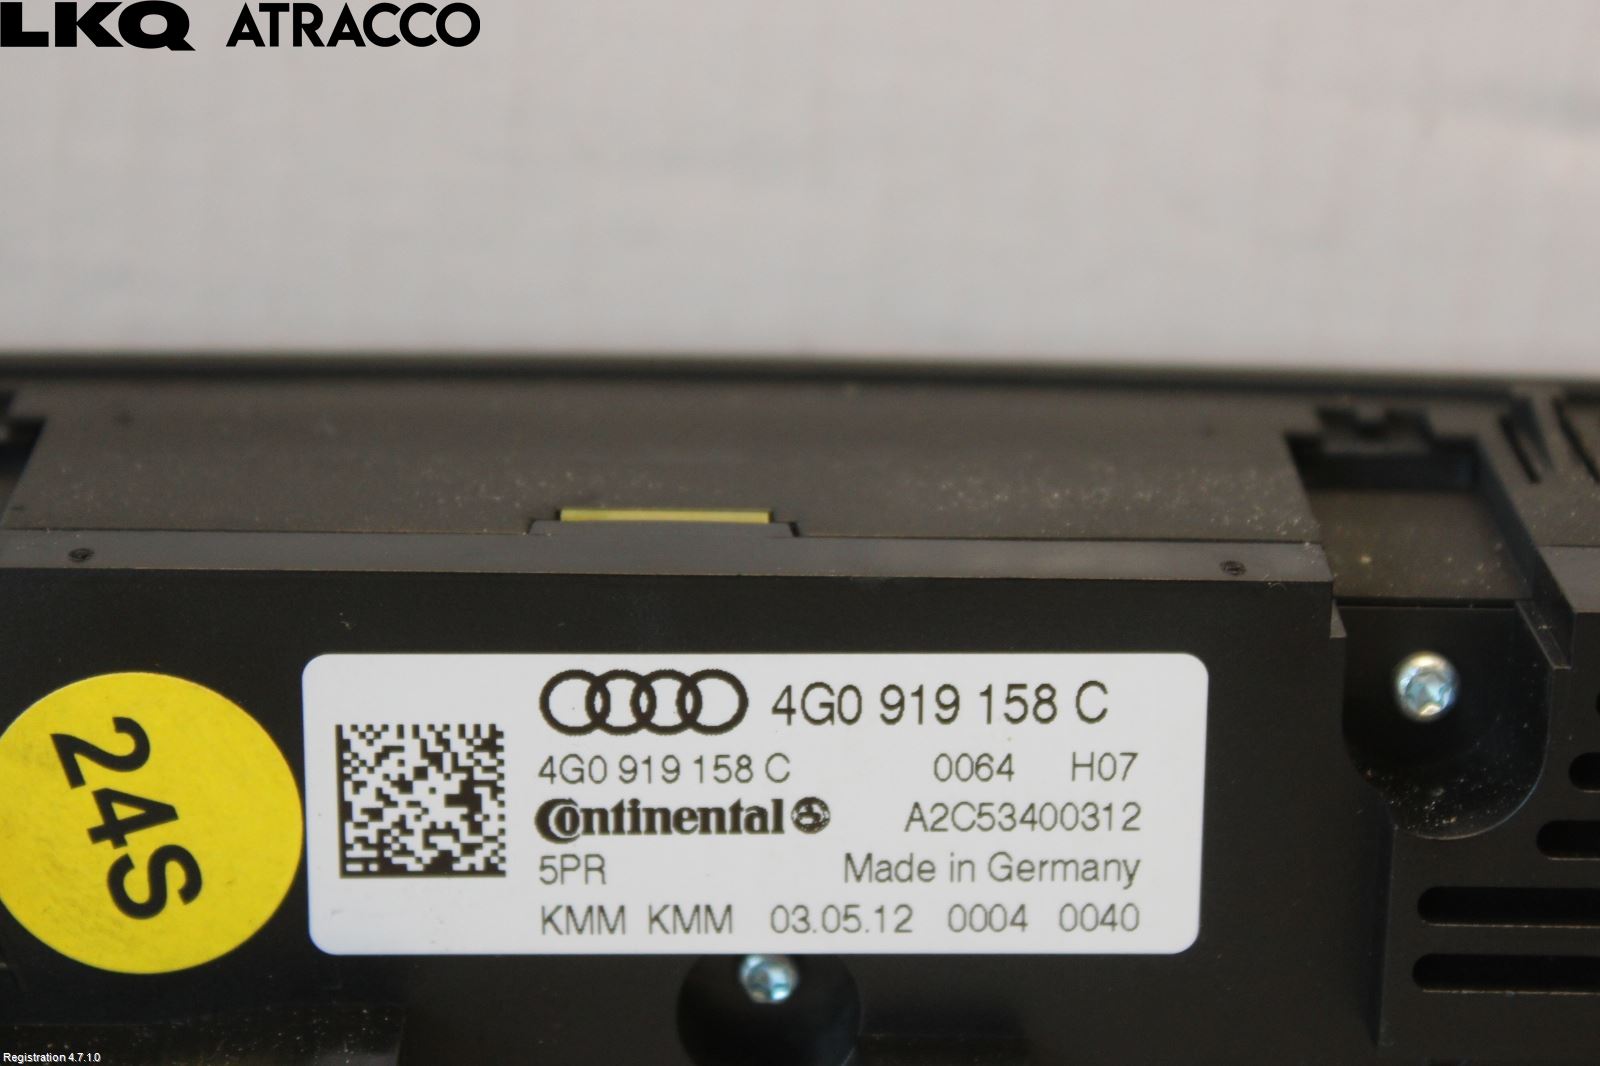 LKQ ATRACCO
4G0 919 158 C
4G0 919 158 C 0064 H07
Continental A2C53400312
5PR Made in Germany
KMM KMM 03.05.12 0004 0040
24S
Registration 4.7.1.0